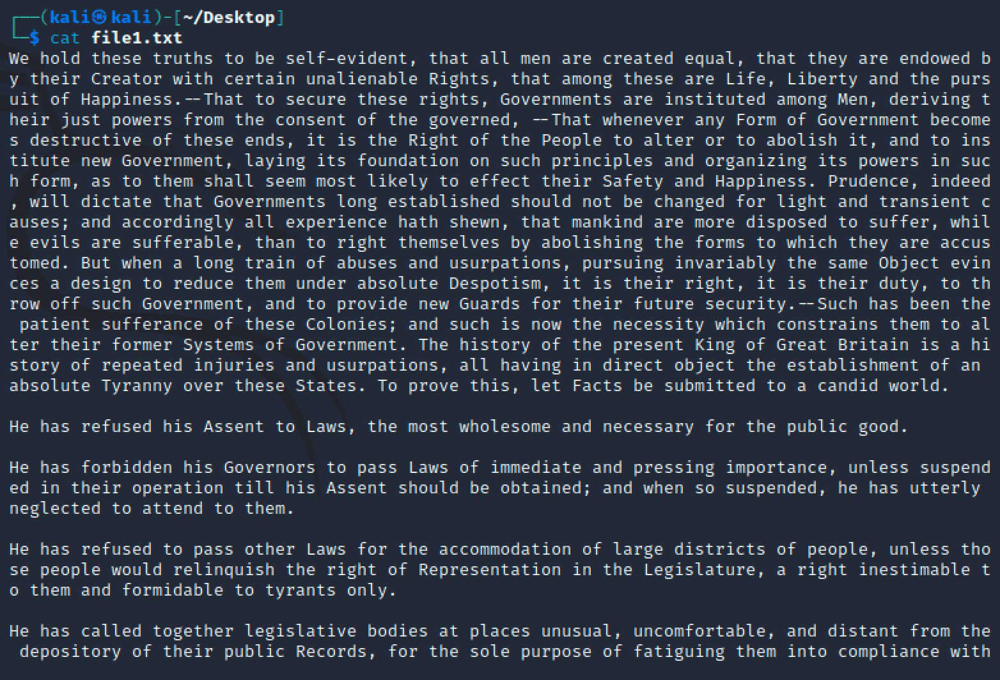 ┌──(kali㉿kali)-[~/Desktop]
└─$ cat file1.txt
We hold these truths to be self-evident, that all men are created equal, that they are endowed b
y their Creator with certain unalienable Rights, that among these are Life, Liberty and the purs
uit of Happiness.--That to secure these rights, Governments are instituted among Men, deriving t
heir just powers from the consent of the governed, --That whenever any Form of Government become
s destructive of these ends, it is the Right of the People to alter or to abolish it, and to ins
titute new Government, laying its foundation on such principles and organizing its powers in suc
h form, as to them shall seem most likely to effect their Safety and Happiness. Prudence, indeed
, will dictate that Governments long established should not be changed for light and transient c
auses; and accordingly all experience hath shewn, that mankind are more disposed to suffer, whil
e evils are sufferable, than to right themselves by abolishing the forms to which they are accus
tomed. But when a long train of abuses and usurpations, pursuing invariably the same Object evin
ces a design to reduce them under absolute Despotism, it is their right, it is their duty, to th
row off such Government, and to provide new Guards for their future security.--Such has been the
 patient sufferance of these Colonies; and such is now the necessity which constrains them to al
ter their former Systems of Government. The history of the present King of Great Britain is a hi
story of repeated injuries and usurpations, all having in direct object the establishment of an
absolute Tyranny over these States. To prove this, let Facts be submitted to a candid world.

He has refused his Assent to Laws, the most wholesome and necessary for the public good.

He has forbidden his Governors to pass Laws of immediate and pressing importance, unless suspend
ed in their operation till his Assent should be obtained; and when so suspended, he has utterly
neglected to attend to them.

He has refused to pass other Laws for the accommodation of large districts of people, unless tho
se people would relinquish the right of Representation in the Legislature, a right inestimable t
o them and formidable to tyrants only.

He has called together legislative bodies at places unusual, uncomfortable, and distant from the
 depository of their public Records, for the sole purpose of fatiguing them into compliance with